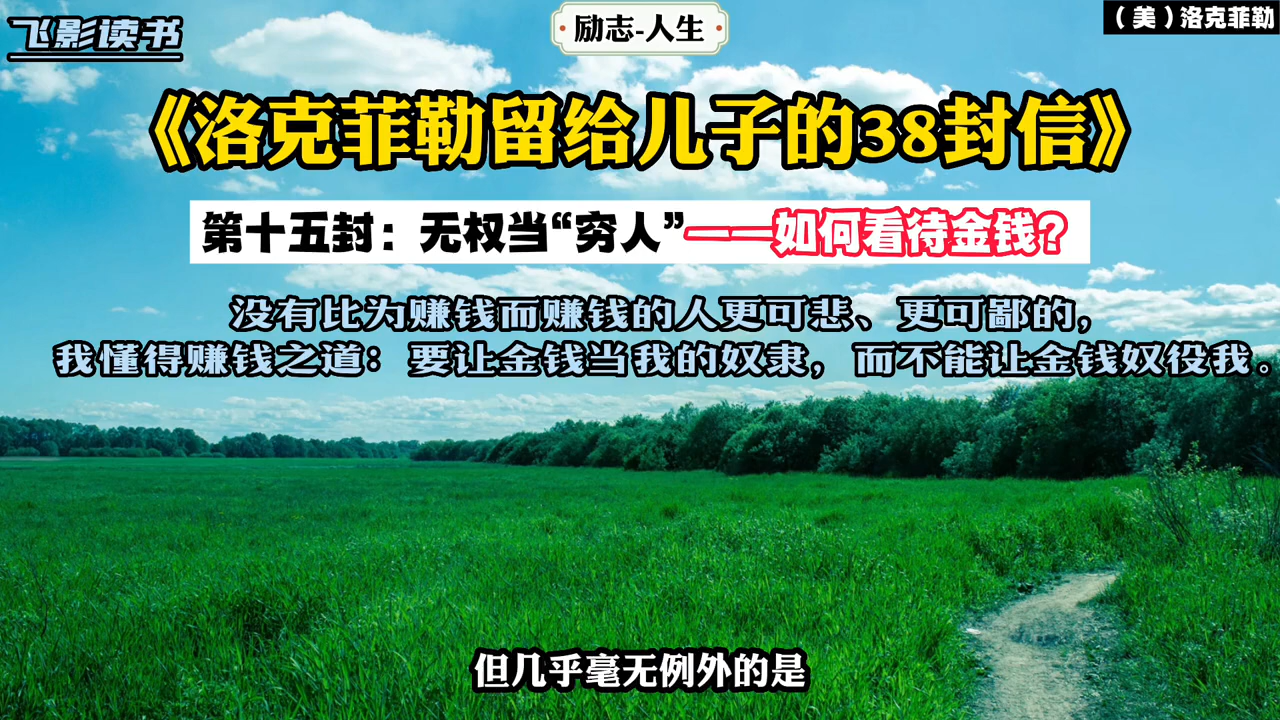 飞影读书
励志-人生
（美）洛克菲勒
《洛克菲勒留给儿子的38封信》
第十五封：无权当“穷人”——如何看待金钱？
没有比为赚钱而赚钱的人更可悲、更可鄙的，
我懂得赚钱之道：要让金钱当我的奴隶，而不能让金钱奴役我。
但几乎毫无例外的是